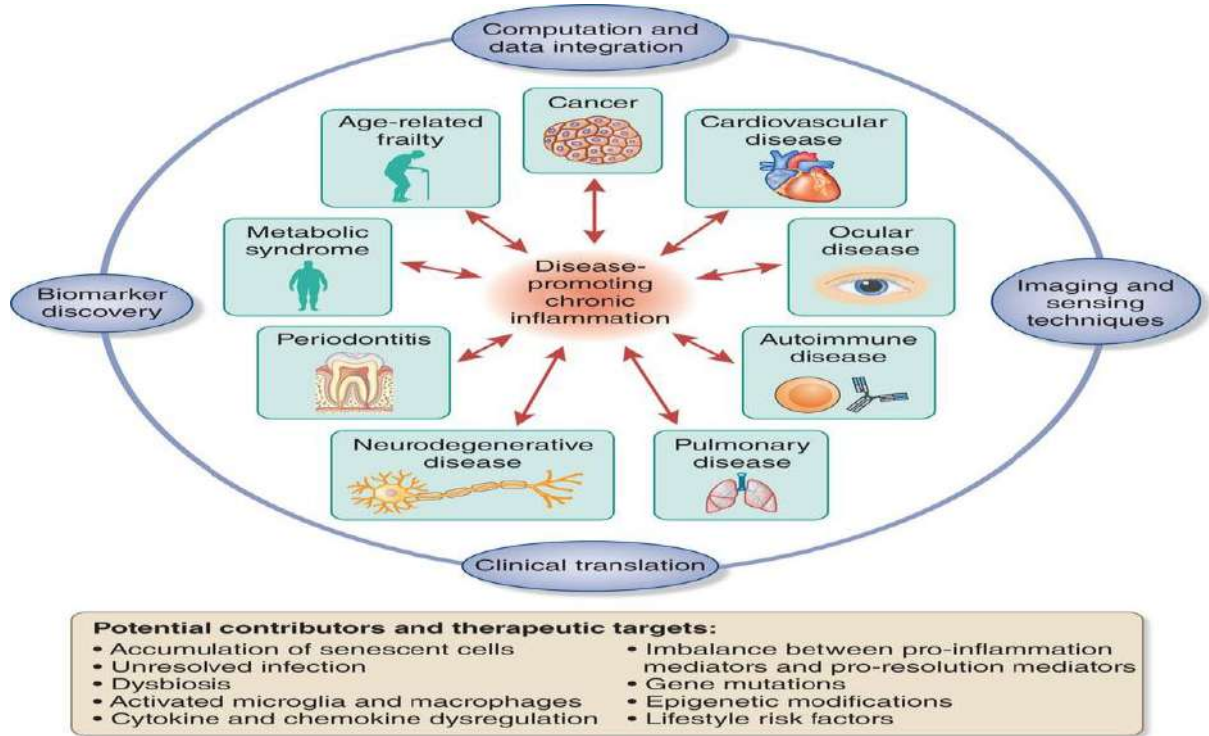 Computation and
data integration
Cancer
Age-related
frailty
Cardiovascular
disease
Metabolic
syndrome
Disease-
promoting
chronic
inflammation
Ocular
disease
Biomarker
discovery
Imaging and
sensing
techniques
Periodontitis
Autoimmune
disease
Neurodegenerative
disease
Pulmonary
disease
Clinical translation
Potential contributors and therapeutic targets:
• Accumulation of senescent cells
• Unresolved infection
• Dysbiosis
• Activated microglia and macrophages
• Cytokine and chemokine dysregulation
• Imbalance between pro-inflammation
mediators and pro-resolution mediators
• Gene mutations
• Epigenetic modifications
• Lifestyle risk factors